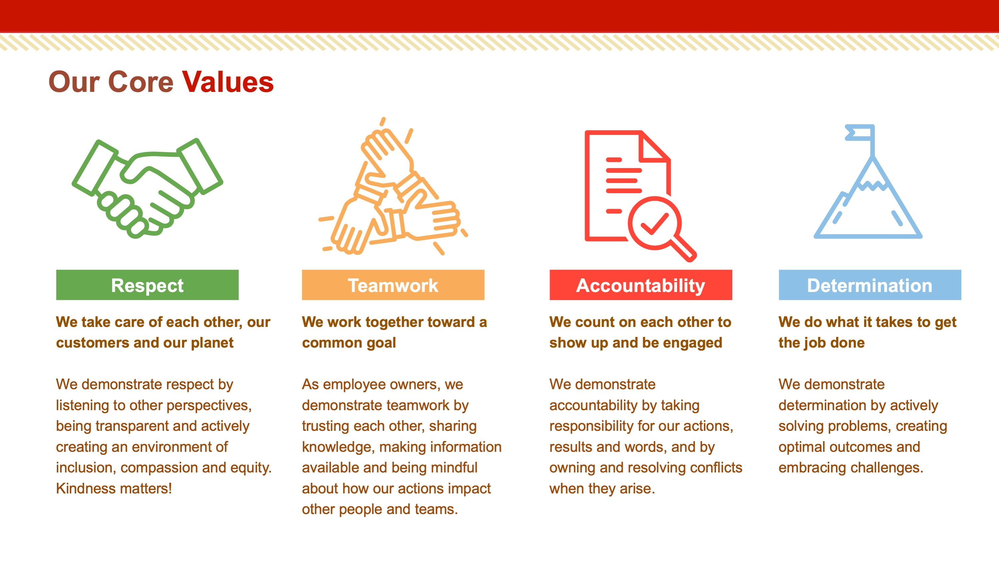 Our Core Values
Respect
We take care of each other, our
customers and our planet
We demonstrate respect by
listening to other perspectives,
being transparent and actively
creating an environment of
inclusion, compassion and equity.
Kindness matters!
Teamwork
We work together toward a
common goal
As employee owners, we
demonstrate teamwork by
trusting each other, sharing
knowledge, making information
available and being mindful
about how our actions impact
other people and teams.
Accountability
We count on each other to
show up and be engaged
We demonstrate
accountability by taking
responsibility for our actions,
results and words, and by
owning and resolving conflicts
when they arise.
Determination
We do what it takes to get
the job done
We demonstrate
determination by actively
solving problems, creating
optimal outcomes and
embracing challenges.